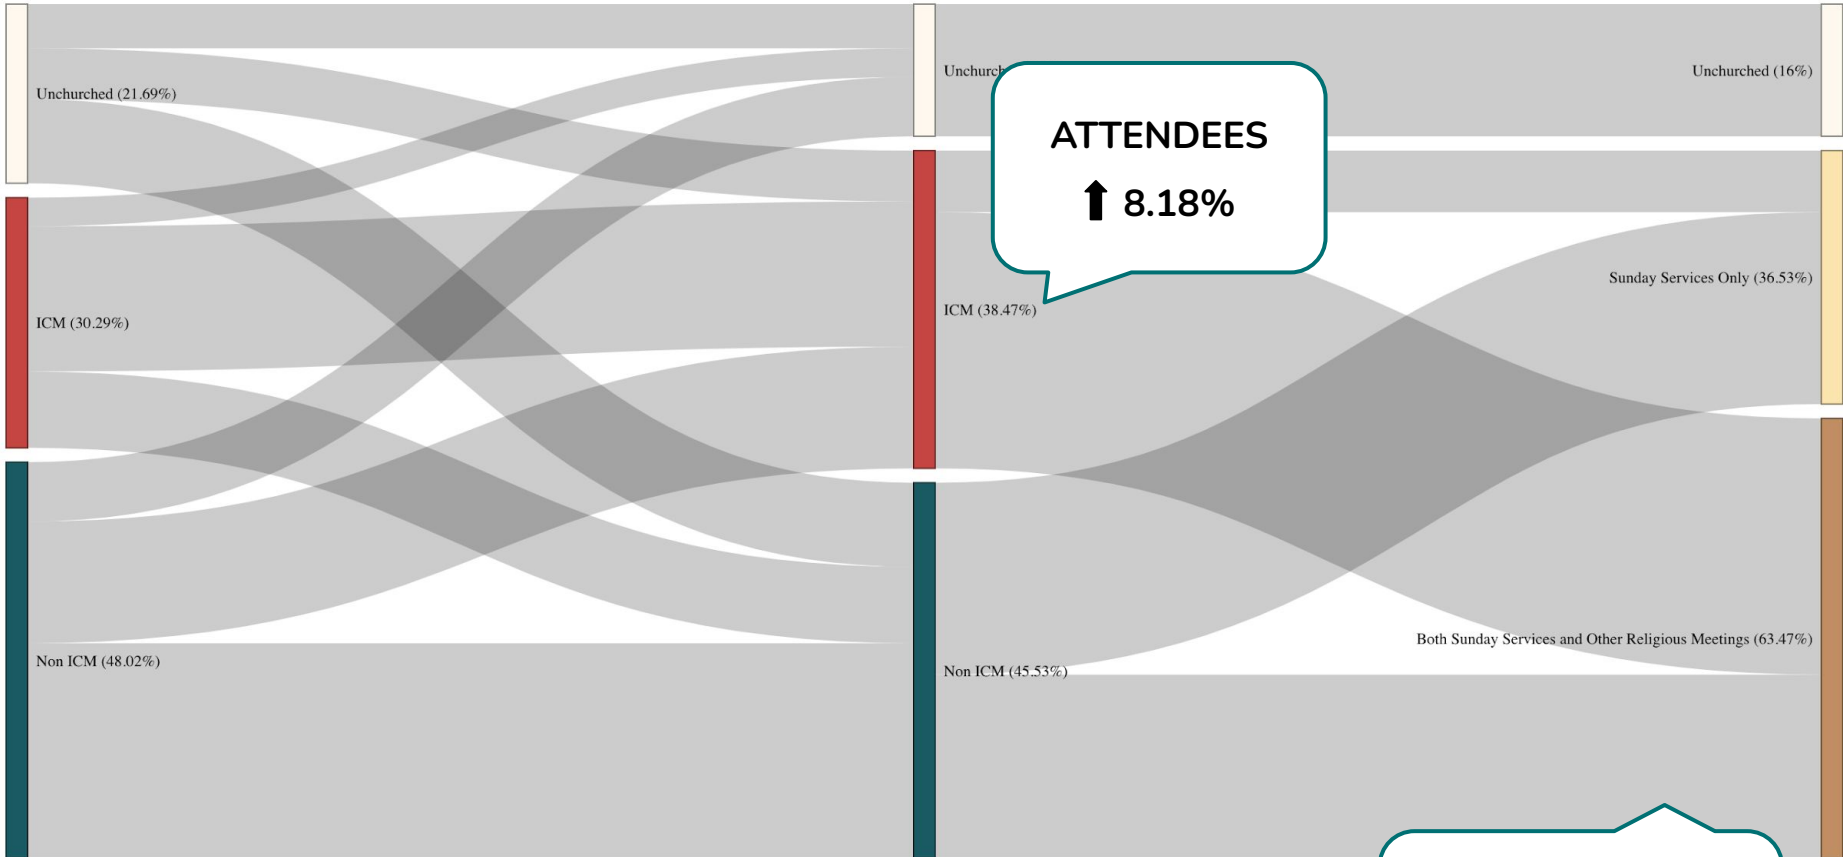 Unchurched (21.69%)
ICM (30.29%)
Non ICM (48.02%)
ATTENDEES
8.18%
ICM (38.47%)
Non ICM (45.53%)
Unchurched (16%)
Sunday Services Only (36.53%)
Both Sunday Services and Other Religious Meetings (63.47%)